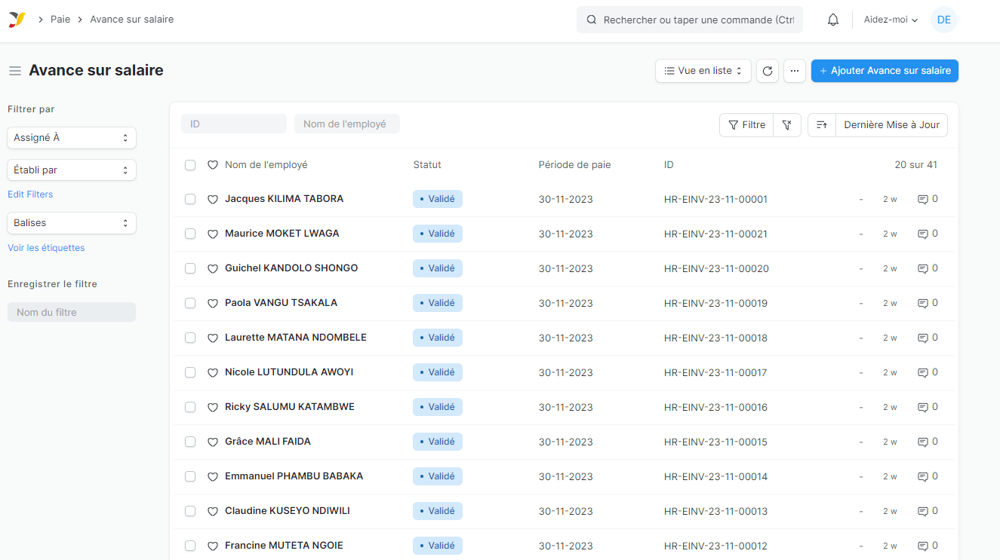 Paie Avance sur salaire
Rechercher ou taper une commande (Ctrl
Aidez-moi
DE
Avance sur salaire
Vue en liste
+ Ajouter Avance sur salaire
Filtrer par
Assigné À
Établi par
Edit Filters
Balises
Voir les étiquettes
Enregistrer le filtre
Nom du filtre
ID
Nom de l'employé
Filtre
Dernière Mise à Jour
Nom de l'employé Statut Période de paie ID 20 sur 41
Jacques KILIMA TABORA Validé 30-11-2023 HR-EINV-23-11-00001 - 2 w 0
Maurice MOKET LWAGA Validé 30-11-2023 HR-EINV-23-11-00021 - 2 w 0
Guichel KANDOLO SHONGO Validé 30-11-2023 HR-EINV-23-11-00020 - 2 w 0
Paola VANGU TSAKALA Validé 30-11-2023 HR-EINV-23-11-00019 - 2 w 0
Laurette MATANA NDOMBELE Validé 30-11-2023 HR-EINV-23-11-00018 - 2 w 0
Nicole LUTUNDULA AWOYI Validé 30-11-2023 HR-EINV-23-11-00017 - 2 w 0
Ricky SALUMU KATAMBWE Validé 30-11-2023 HR-EINV-23-11-00016 - 2 w 0
Grâce MALI FAIDA Validé 30-11-2023 HR-EINV-23-11-00015 - 2 w 0
Emmanuel PHAMBU BABAKA Validé 30-11-2023 HR-EINV-23-11-00014 - 2 w 0
Claudine KUSEYO NDIWILI Validé 30-11-2023 HR-EINV-23-11-00013 - 2 w 0
Francine MUTETA NGOIE Validé 30-11-2023 HR-EINV-23-11-00012 - 2 w 0